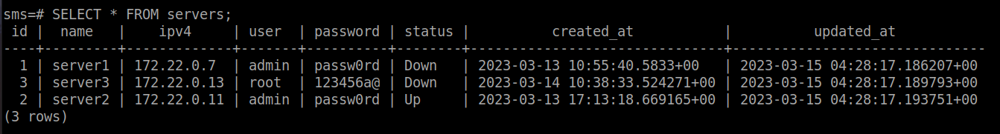 sms=# SELECT * FROM servers;
 id |  name   |    ipv4     | user  | password | status |          created_at           |          updated_at
----+---------+-------------+-------+----------+--------+-------------------------------+-------------------------------
  1 | server1 | 172.22.0.7  | admin | passw0rd | Down   | 2023-03-13 10:55:40.5833+00   | 2023-03-15 04:28:17.186207+00
  3 | server3 | 172.22.0.13 | root  | 123456a@ | Down   | 2023-03-14 10:38:33.524271+00 | 2023-03-15 04:28:17.189793+00
  2 | server2 | 172.22.0.11 | admin | passw0rd | Up     | 2023-03-13 17:13:18.669165+00 | 2023-03-15 04:28:17.193751+00
(3 rows)